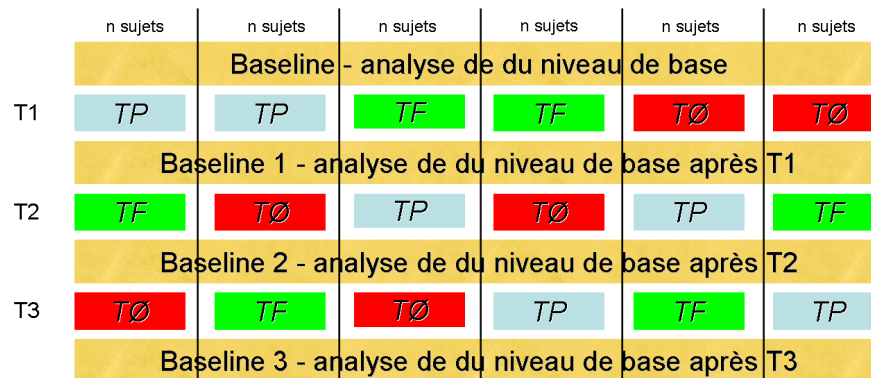 n sujets n sujets n sujets n sujets n sujets n sujets
Baseline - analyse de du niveau de base
T1 TP TP TF TF TØ TØ
Baseline 1 - analyse de du niveau de base après T1
T2 TF TØ TP TØ TP TF
Baseline 2 - analyse de du niveau de base après T2
T3 TØ TF TØ TP TF TP
Baseline 3 - analyse de du niveau de base après T3